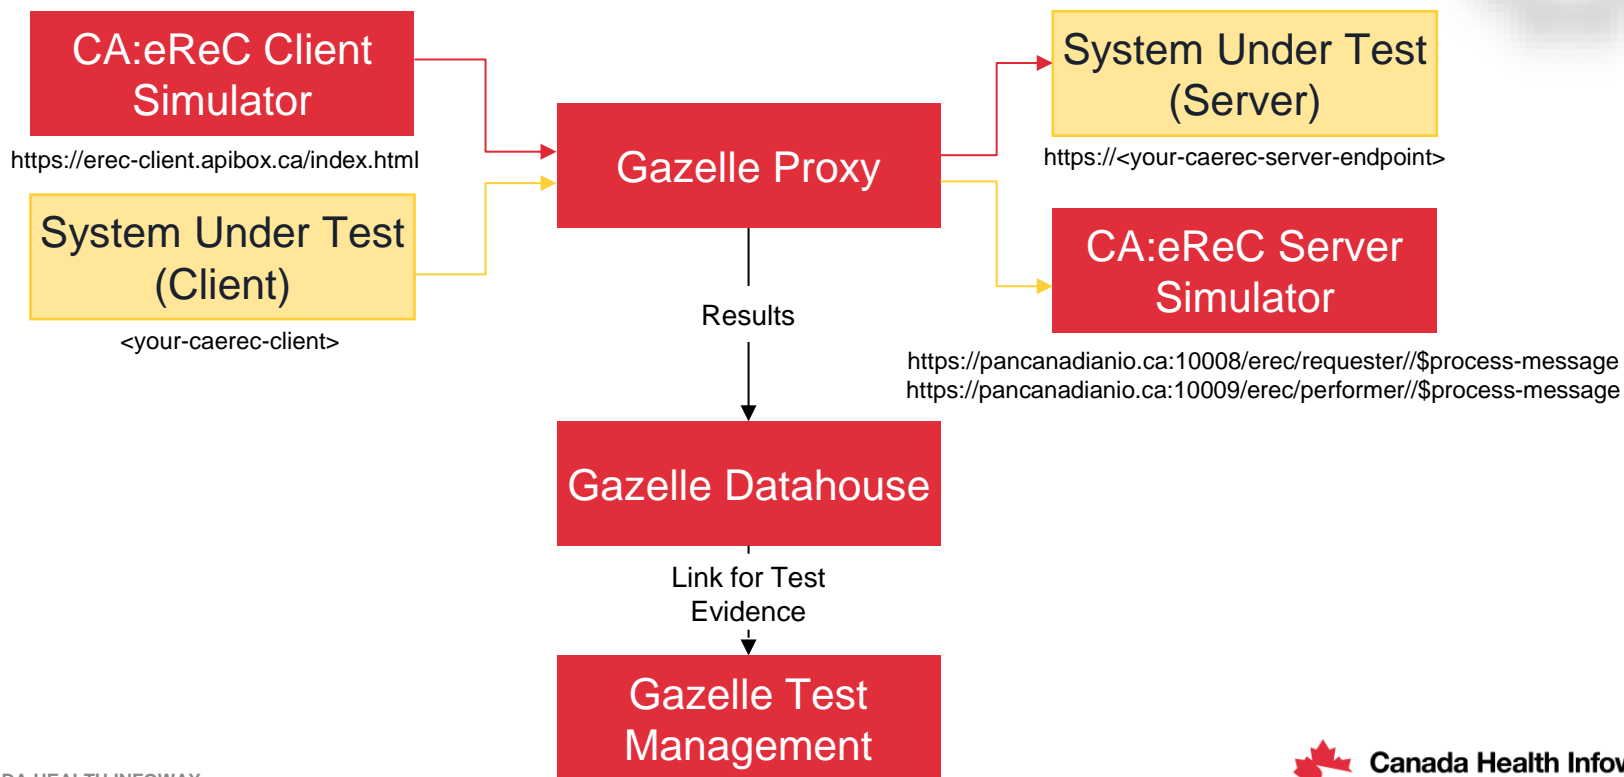 CA:eReC Client
Simulator
https://erec-client.apibox.ca/index.html
System Under Test
(Client)
<your-caerec-client>
Gazelle Proxy
System Under Test
(Server)
https://<your-caerec-server-endpoint>
CA:eReC Server
Simulator
https://pancanadianio.ca:10008/erec/requester//$process-message
https://pancanadianio.ca:10009/erec/performer//$process-message
Results
Gazelle Datahouse
Link for Test
Evidence
Gazelle Test
Management
Canada Health